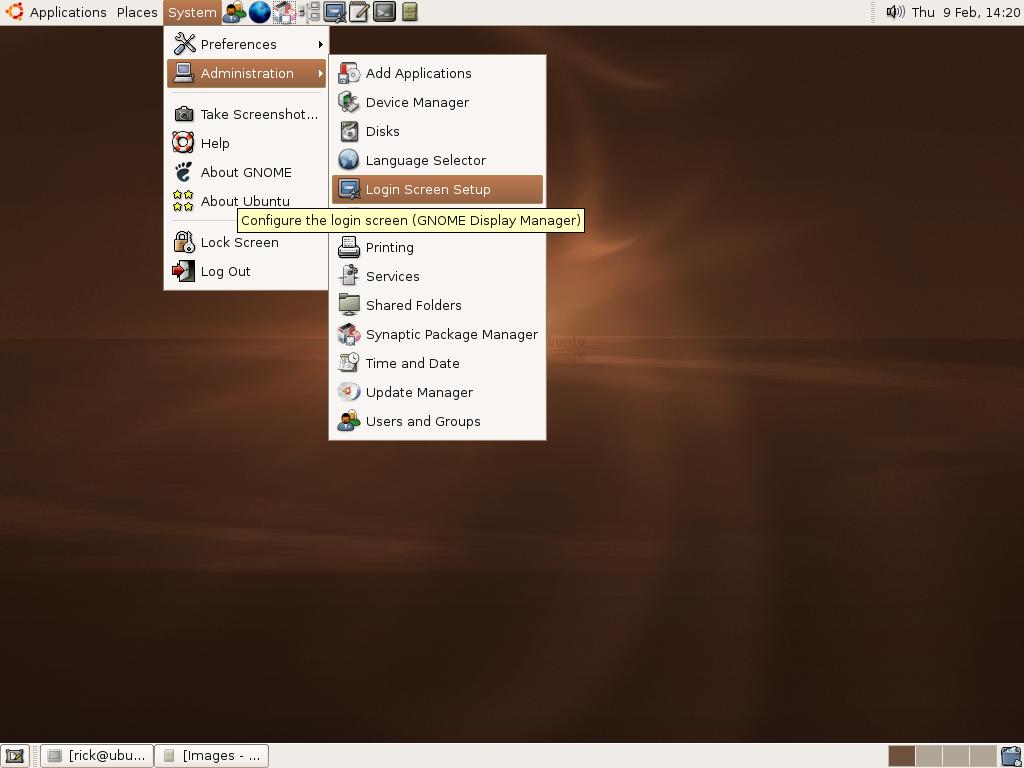 Applications Places System
Thu 9 Feb, 14:20
Preferences
Administration
Take Screenshot...
Help
About GNOME
About Ubuntu
Lock Screen
Log Out
Add Applications
Device Manager
Disks
Language Selector
Login Screen Setup
Configure the login screen (GNOME Display Manager)
Printing
Services
Shared Folders
Synaptic Package Manager
Time and Date
Update Manager
Users and Groups
[rick@ubu...
[Images - ...